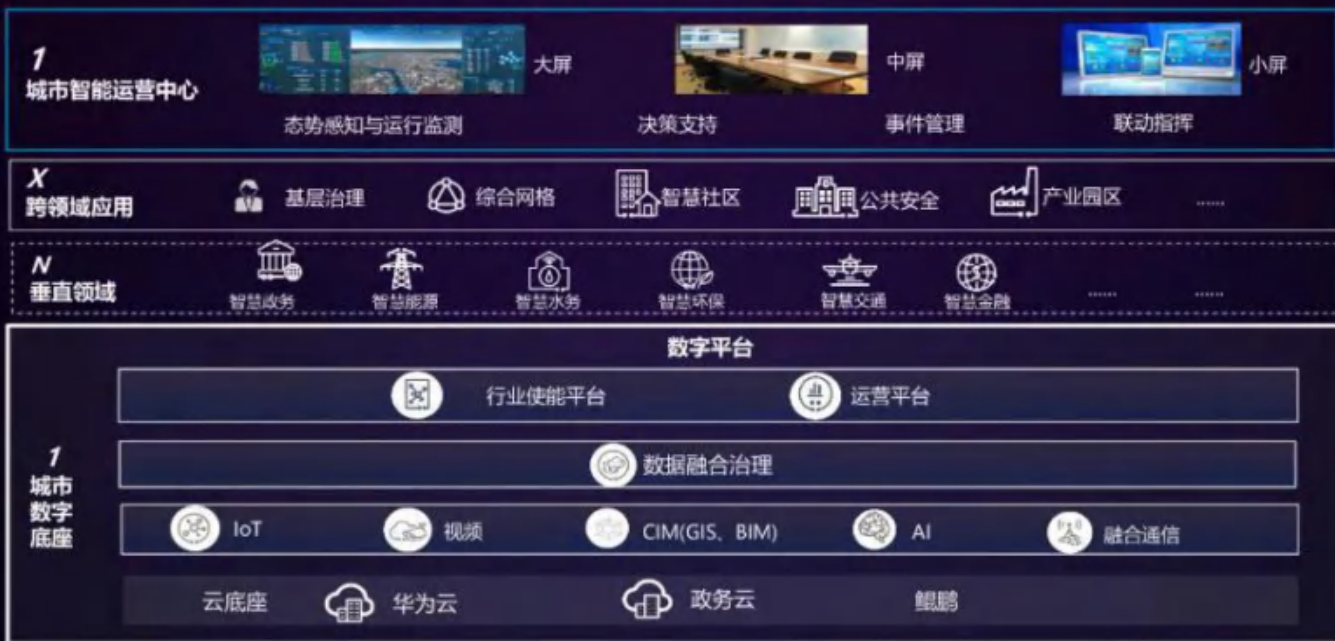 1
城市智能运营中心
大屏
中屏
小屏
态势感知与运行监测
决策支持
事件管理
联动指挥
X
跨领域应用
基层治理
综合网格
智慧社区
公共安全
产业园区
......
N
垂直领域
智慧政务
智慧能源
智慧水务
智慧环保
智慧交通
智慧金融
......
......
1
城市
数字
底座
数字平台
行业使能平台
运营平台
数据融合治理
IoT
视频
CIM(GIS、BIM)
AI
融合通信
云底座
华为云
政务云
鲲鹏